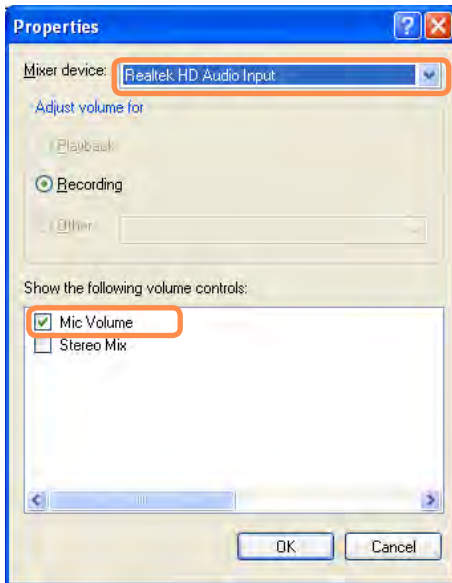 Properties
Mixer device: Realtek HD Audio Input
Adjust volume for
Playback
Recording
Other
Show the following volume controls:
Mic Volume
Stereo Mix
OK Cancel